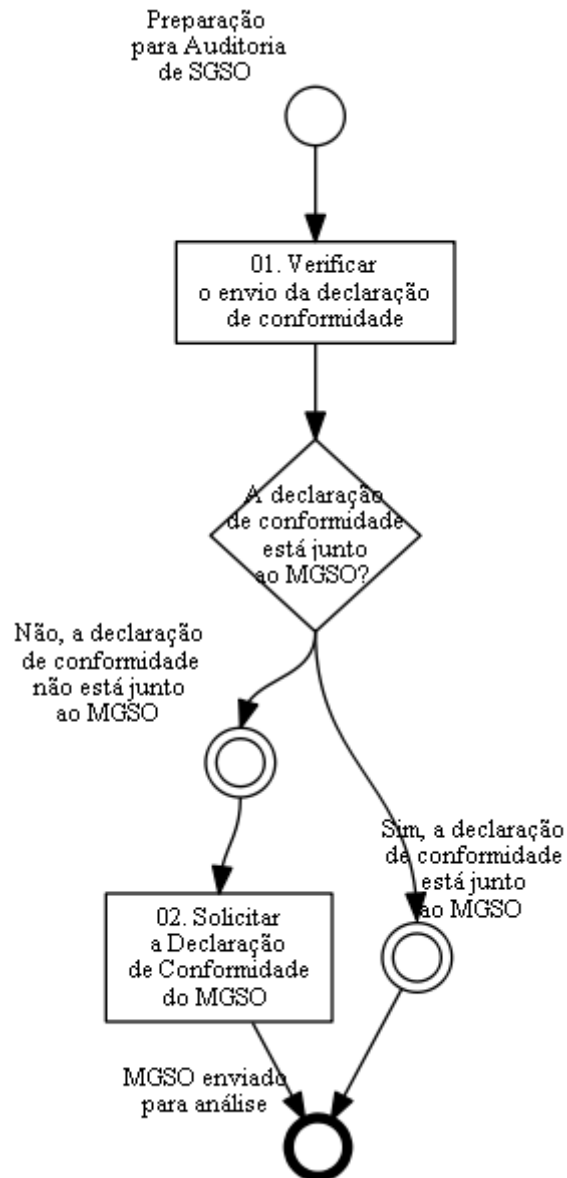 Preparação
para Auditoria
de SGSO
01. Verificar
o envio da declaração
de conformidade
A declaração
de conformidade
está junto
ao MGSO?
Não, a declaração
de conformidade
não está junto
ao MGSO
Sim, a declaração
de conformidade
está junto
ao MGSO
02. Solicitar
a Declaração
de Conformidade
do MGSO
MGSO enviado
para análise